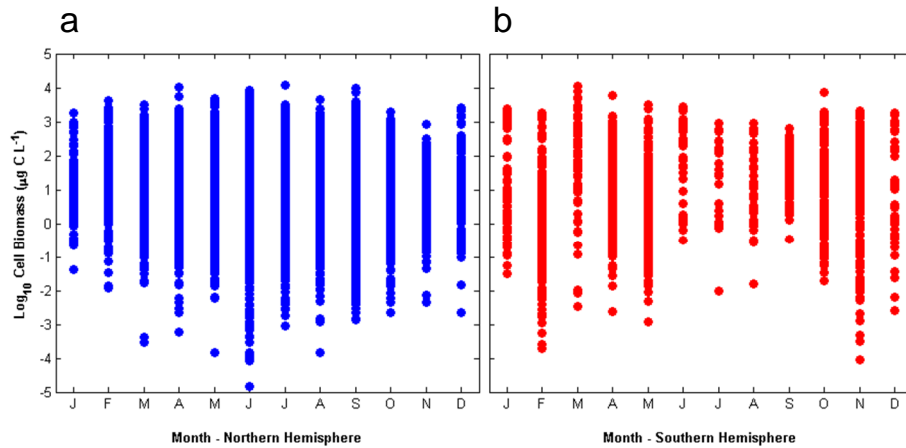 a
b
Log10 Cell Biomass (μg C L-1)
5
4
3
2
1
0
-1
-2
-3
-4
-5
J F M A M J J A S O N D
J F M A M J J A S O N D
Month - Northern Hemisphere
Month - Southern Hemisphere